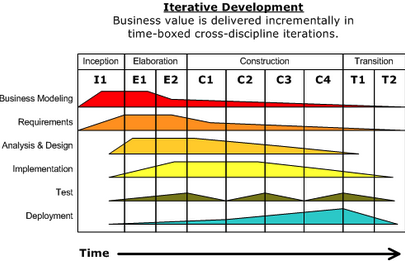 Iterative Development
Business value is delivered incrementally in
time-boxed cross-discipline iterations.
Inception Elaboration Construction Transition
I1 E1 E2 C1 C2 C3 C4 T1 T2
Business Modeling
Requirements
Analysis & Design
Implementation
Test
Deployment
Time